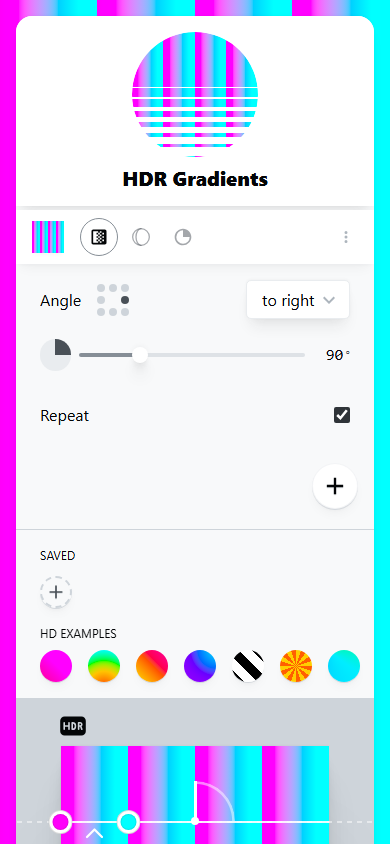 HDR Gradients
Angle
to right
90°
Repeat
SAVED
HD EXAMPLES
HDR